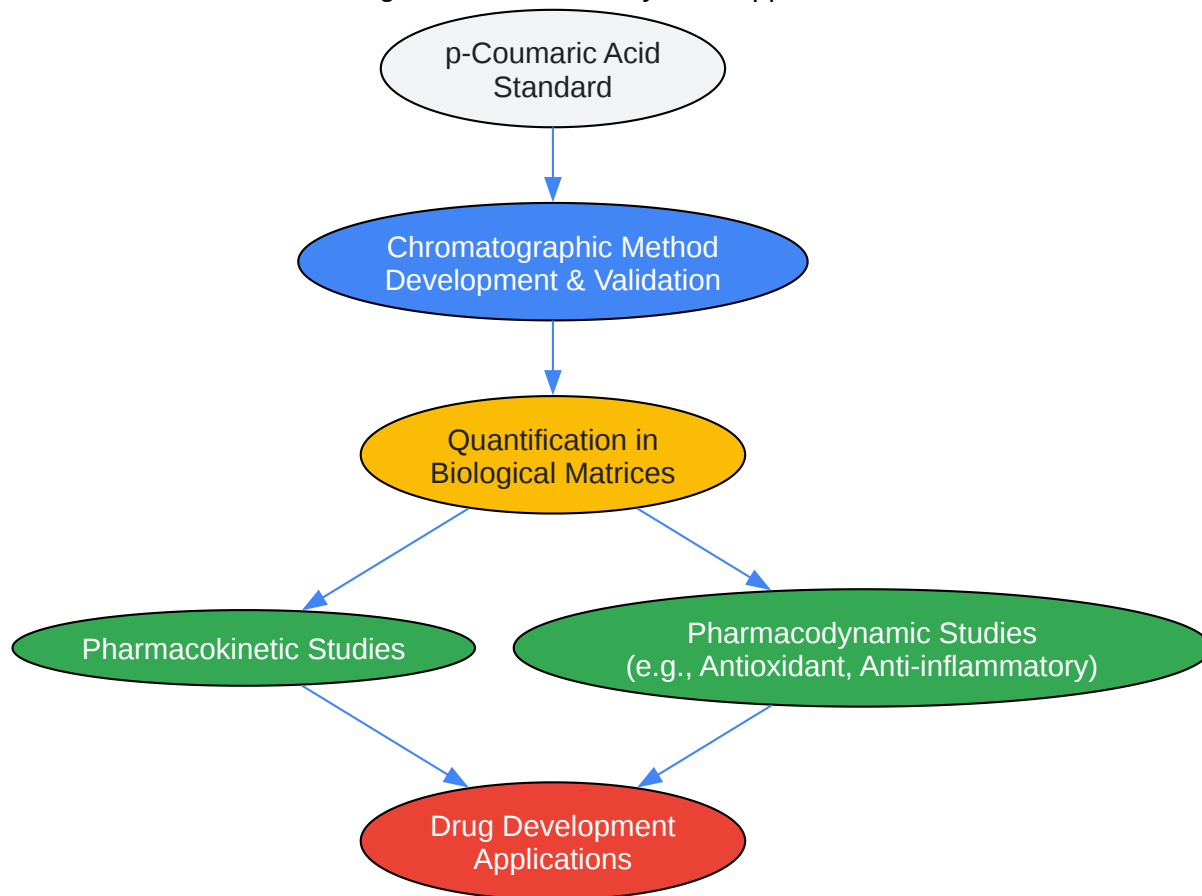 p-Coumaric Acid
Standard
Chromatographic Method
Development & Validation
Quantification in
Biological Matrices
Pharmacokinetic Studies
Pharmacodynamic Studies
(e.g., Antioxidant, Anti-inflammatory)
Drug Development
Applications